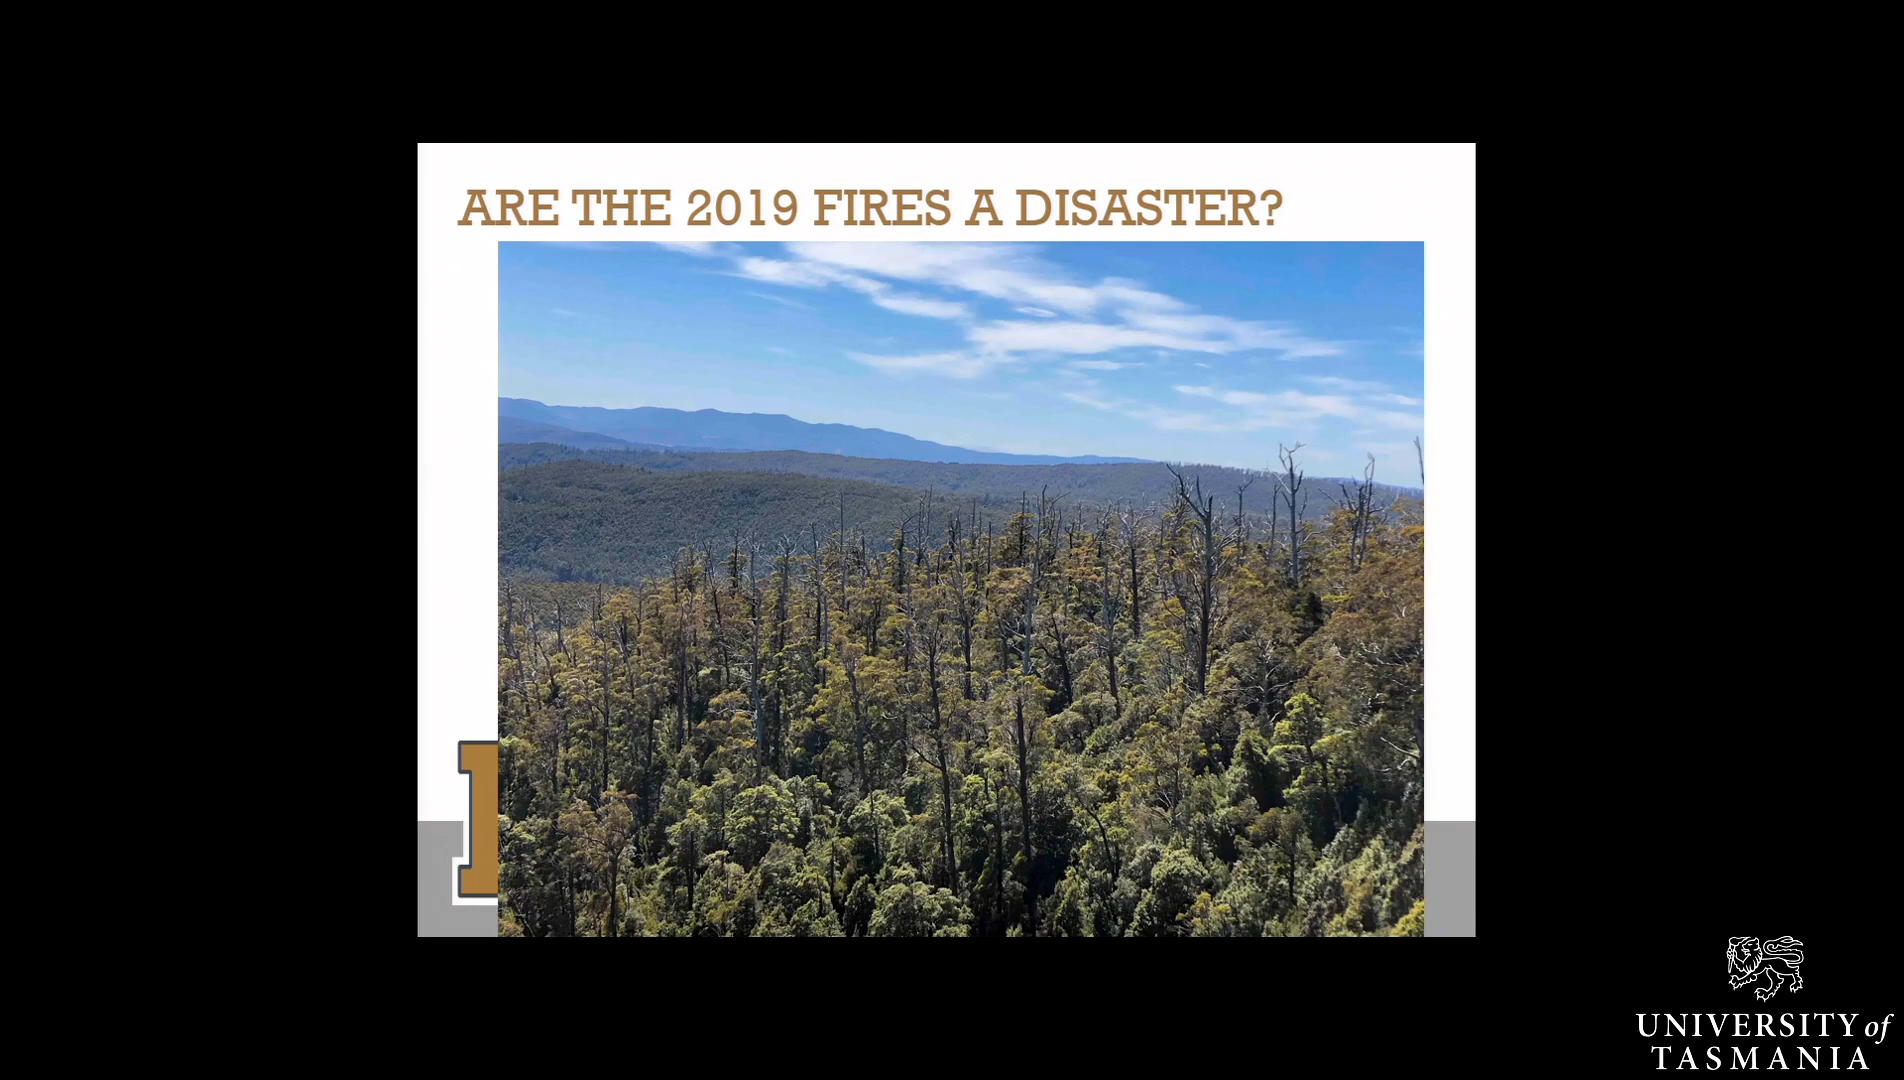 ARE THE 2019 FIRES A DISASTER?
UNIVERSITY of
TASMANIA